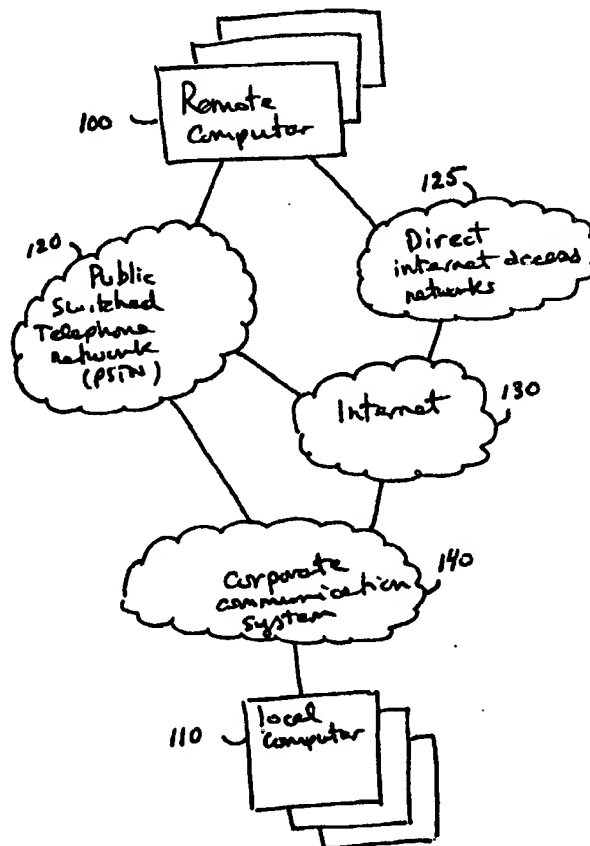 100
Remote
Computor
125
Direct
internet access
networks
120
Public
Switched
Telephone
network
(PSTN)
Internet
130
Corporate
communication
system
140
110
local
Computer